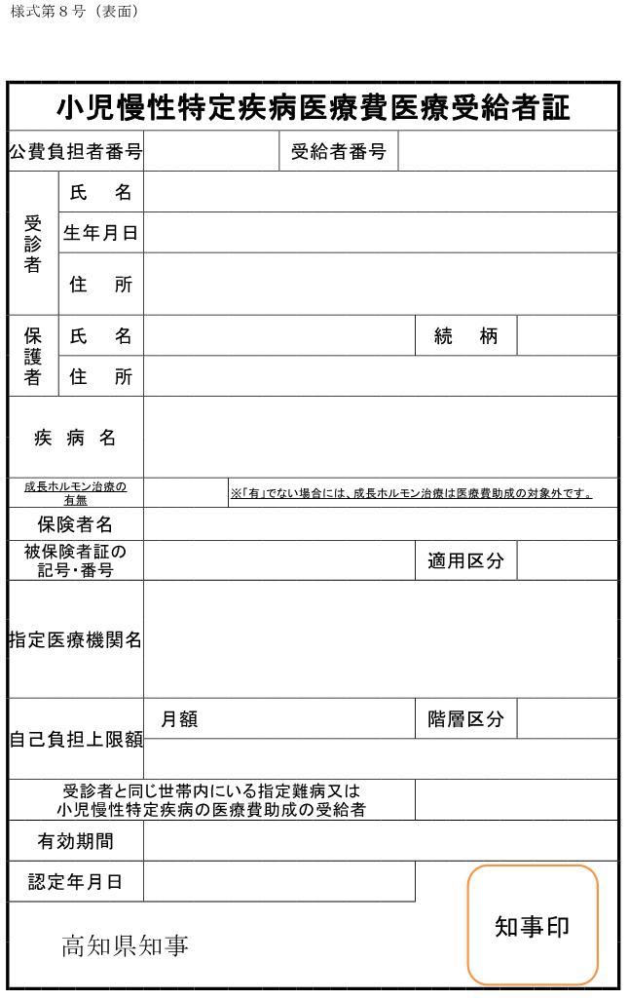 様式第８号（表面）
小児慢性特定疾病医療費医療受給者証
公費負担者番号
受給者番号
受診者
氏　名
生年月日
住　所
保護者
氏　名
続　柄
住　所
疾　病　名
成長ホルモン治療の
有無
※｢有｣でない場合には、成長ホルモン治療は医療費助成の対象外です。
保険者名
被保険者証の
記号・番号
適用区分
指定医療機関名
自己負担上限額
月額
階層区分
受診者と同じ世帯内にいる指定難病又は
小児慢性特定疾病の医療費助成の受給者
有効期間
認定年月日
高知県知事
知事印